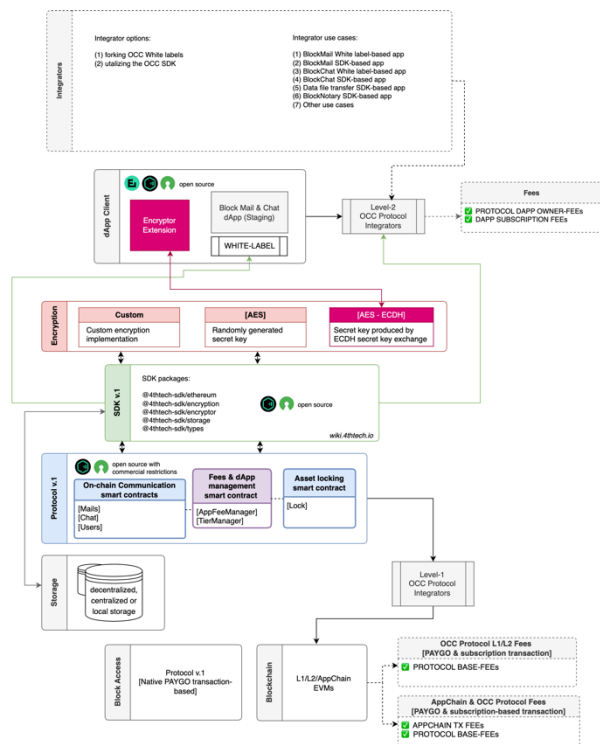 Integrators
Integrator options:
(1) forking OCC White labels
(2) utalizing the OCC SDK
Integrator use cases:
(1) BlockMail White label-based app
(2) BlockMail SDK-based app
(3) BlockChat White label-based app
(4) BlockChat SDK-based app
(5) Data file transfer SDK-based app
(6) BlockNotary SDK-based app
(7) Other use cases
dApp Client
open source
Encryptor
Extension
Block Mail & Chat
dApp (Staging)
WHITE-LABEL
Level-2
OCC Protocol
Integrators
Fees
PROTOCOL DAPP OWNER-FEEs
DAPP SUBSCRIPTION FEEs
Encryption
Custom
Custom encryption
implementation
[AES]
Randomly generated
secret key
[AES - ECDH]
Secret key produced by
ECDH secret key exchange
SDK v.1
SDK packages:
@4thtech-sdk/ethereum
@4thtech-sdk/encryption
@4thtech-sdk/encryptor
@4thtech-sdk/storage
@4thtech-sdk/types
open source
wiki.4thtech.io
Protocol v.1
open source with
commercial restrictions
On-chain Communication
smart contracts
[Mails]
[Chat]
[Users]
Fees & dApp
management
smart contract
[AppFeeManager]
[TierManager]
Asset locking
smart contract
[Lock]
Storage
decentralized,
centralized or
local storage
Level-1
OCC Protocol
Integrators
Block Access
Protocol v.1
[Native PAYGO transaction-
based]
Blockchain
L1/L2/AppChain
EVMs
OCC Protocol L1/L2 Fees
[PAYGO & subscription transaction]
PROTOCOL BASE-FEEs
AppChain & OCC Protocol Fees
[PAYGO & subscription-based transaction]
APPCHAIN TX FEEs
PROTOCOL BASE-FEEs